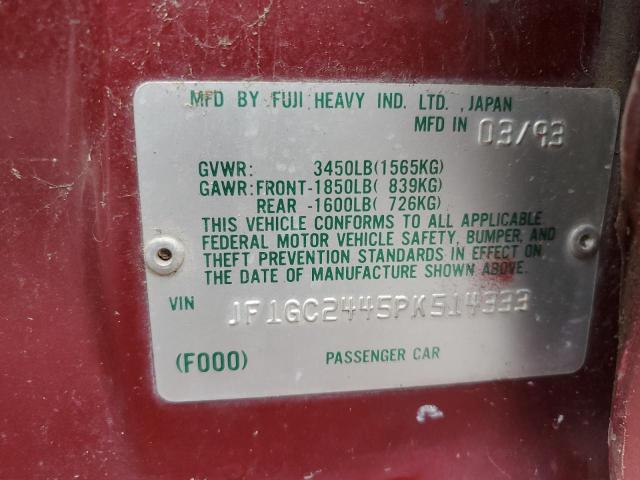 MFD BY FUJI HEAVY IND. LTD. ,JAPAN
MFD IN 03/93
GVWR: 3450LB(1565KG)
GAWR:FRONT-1850LB( 839KG)
REAR -1600LB( 726KG)
THIS VEHICLE CONFORMS TO ALL APPLICABLE
FEDERAL MOTOR VEHICLE SAFETY, BUMPER, AND
THEFT PREVENTION STANDARDS IN EFFECT ON
THE DATE OF MANUFACTURE SHOWN ABOVE.
VIN JF1GC2445PK514333
(F000) PASSENGER CAR